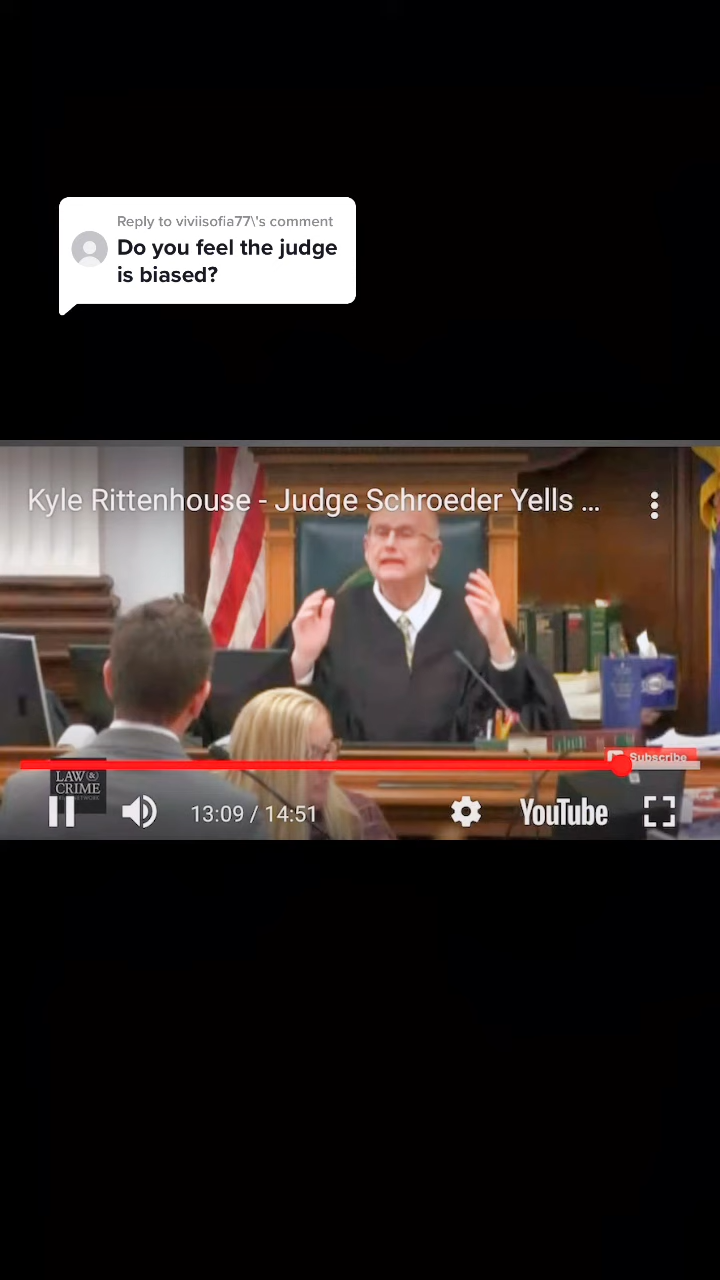 Reply to viviisofia77\'s comment
Do you feel the judge
is biased?
Kyle Rittenhouse - Judge Schroeder Yells ...
Subscribe
LAW &
CRIME
13:09 / 14:51
YouTube